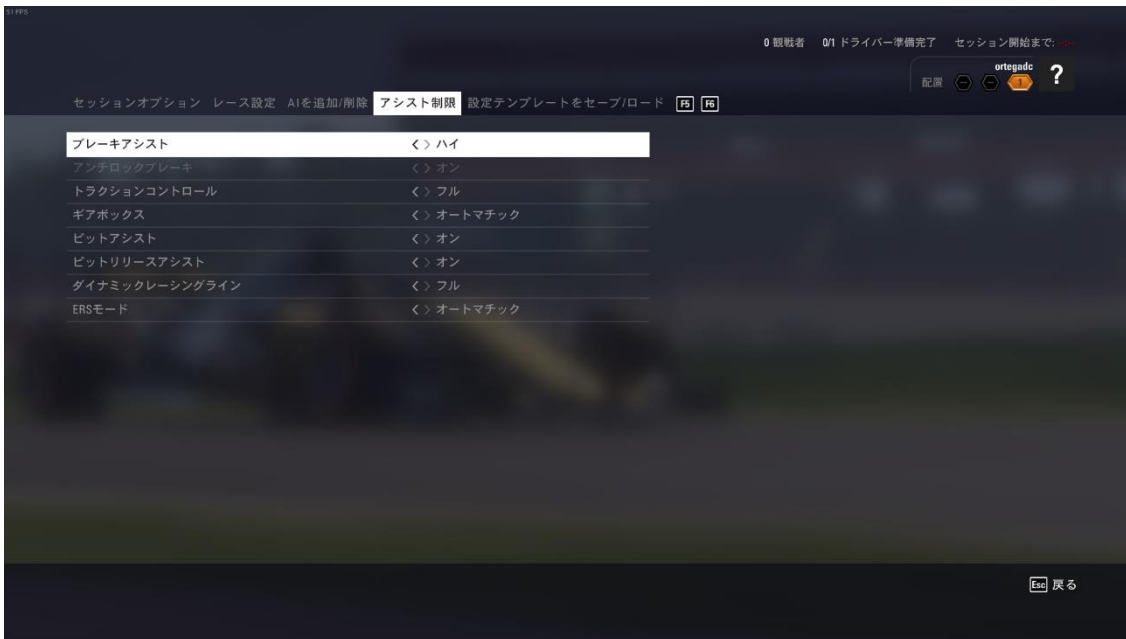 51 FPS
0 観戦者 0/1 ドライバー準備完了 セッション開始まで:
ortegadc
配置 1 ?
セッションオプション レース設定 AIを追加/削除 アシスト制限 設定テンプレートをセーブ/ロード F5 F6
ブレーキアシスト < > ハイ
アンチロックブレーキ < > オン
トラクションコントロール < > フル
ギアボックス < > オートマチック
ピットアシスト < > オン
ピットリリースアシスト < > オン
ダイナミックレーシングライン < > フル
ERSモード < > オートマチック
Esc 戻る